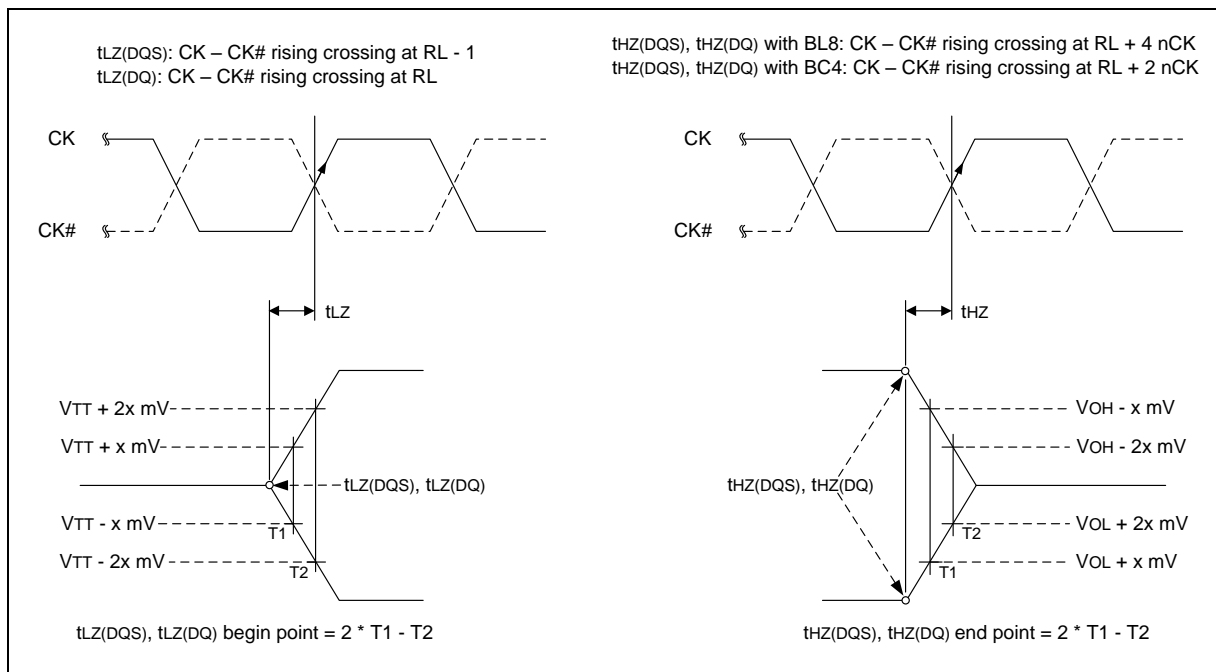 tLZ(DQS): CK – CK# rising crossing at RL - 1
tLZ(DQ): CK – CK# rising crossing at RL
tHZ(DQS), tHZ(DQ) with BL8: CK – CK# rising crossing at RL + 4 nCK
tHZ(DQS), tHZ(DQ) with BC4: CK – CK# rising crossing at RL + 2 nCK
CK
CK#
tLZ
VTT + 2x mV
VTT + x mV
tLZ(DQS), tLZ(DQ)
VTT - x mV
T1
VTT - 2x mV
T2
tLZ(DQS), tLZ(DQ) begin point = 2 * T1 - T2
CK
CK#
tHZ
VOH - x mV
VOH - 2x mV
tHZ(DQS), tHZ(DQ)
VOL + 2x mV
T2
VOL + x mV
T1
tHZ(DQS), tHZ(DQ) end point = 2 * T1 - T2